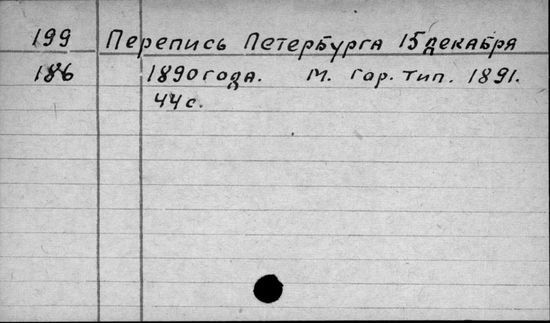 199 Перепись Петербурга 15 декабря
186 1890 года. М. Гор. тип. 1891.
44 с.